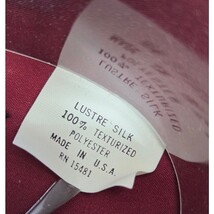 LUSTRE SILK
100% TEXTURIZED
POLYESTER
MADE IN U.S.A.
RN 15481